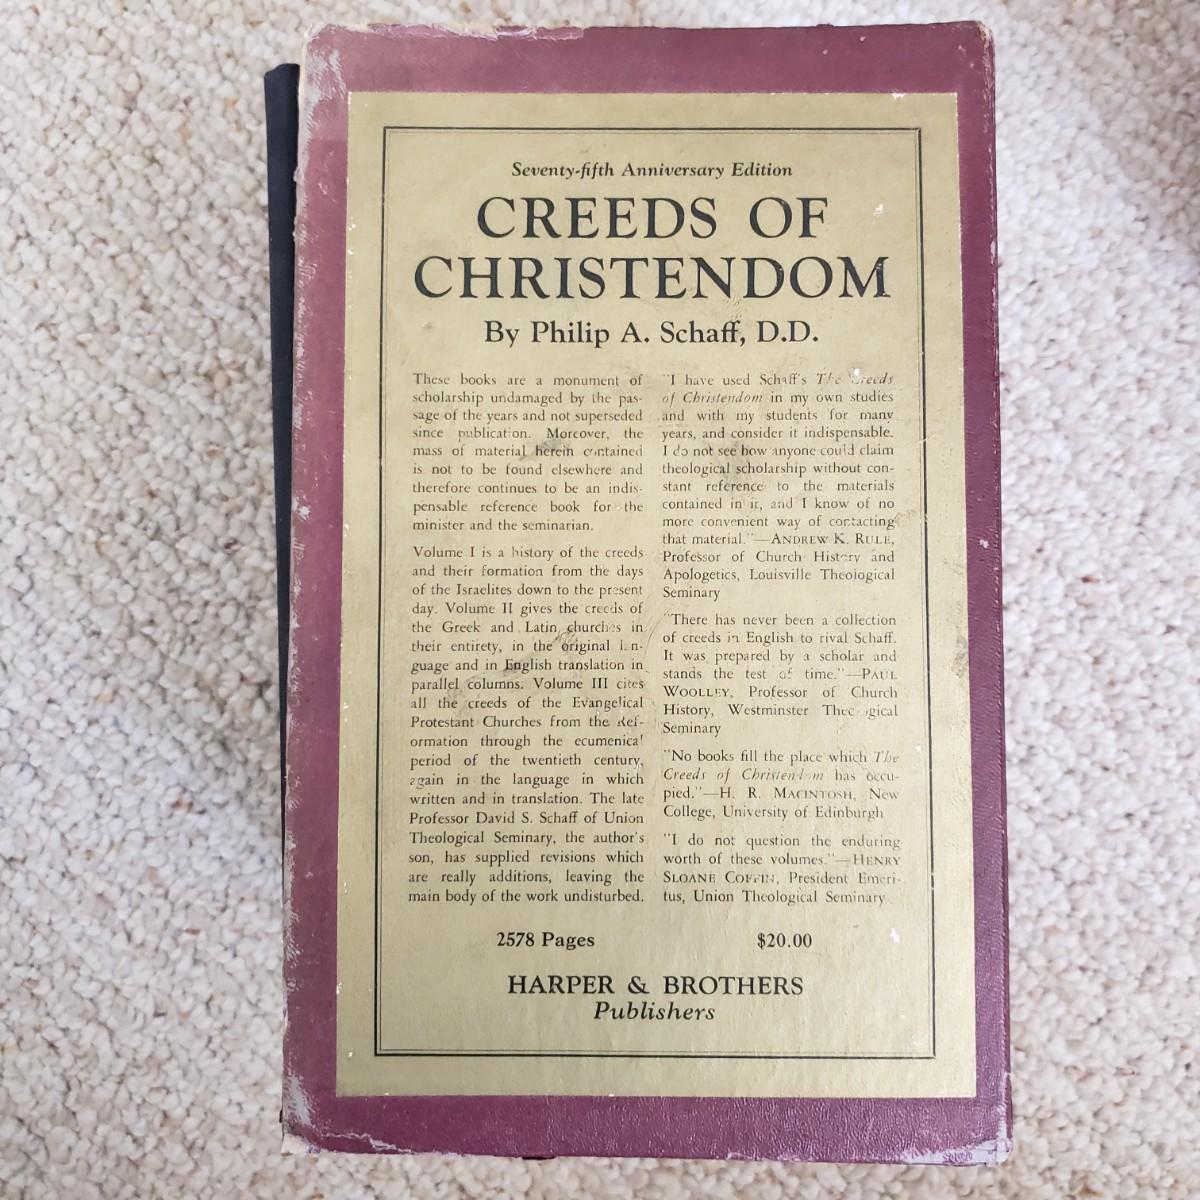 Seventy-fifth Anniversary Edition
CREEDS OF
CHRISTENDOM
By Philip A. Schaff, D.D.
These books are a monument of
scholarship undamaged by the pas-
sage of the years and not superseded
since publication. Moreover, the
mass of material herein contained
is not to be found elsewhere and
therefore continues to be an indis-
pensable reference book for the
minister and the seminarian.
Volume I is a history of the creeds
and their formation from the days
of the Israelites down to the present
day. Volume II gives the creeds of
the Greek and Latin churches in
their entirety, in the original lan-
guage and in English translation in
parallel columns. Volume III cites
all the creeds of the Evangelical
Protestant Churches from the Ref-
ormation through the ecumenical
period of the twentieth century,
again in the language in which
written and in translation. The late
Professor David S. Schaff of Union
Theological Seminary, the author's
son, has supplied revisions which
are really additions, leaving the
main body of the work undisturbed.
"I have used Schaff's The Creeds
of Christendom in my own studies
and with my students for many
years, and consider it indispensable.
I do not see how anyone could claim
theological scholarship without con-
stant reference to the materials
contained in it, and I know of no
more convenient way of contacting
that material."—ANDREW K. RULE,
Professor of Church History and
Apologetics, Louisville Theological
Seminary
"There has never been a collection
of creeds in English to rival Schaff.
It was prepared by a scholar and
stands the test of time."—PAUL
WOOLLEY, Professor of Church
History, Westminster Theological
Seminary
"No books fill the place which The
Creeds of Christendom has occu-
pied."—H. R. MACINTOSH, New
College, University of Edinburgh
"I do not question the enduring
worth of these volumes."—HENRY
SLOANE COFFIN, President Emeri-
tus, Union Theological Seminary
2578 Pages $20.00
HARPER & BROTHERS
Publishers